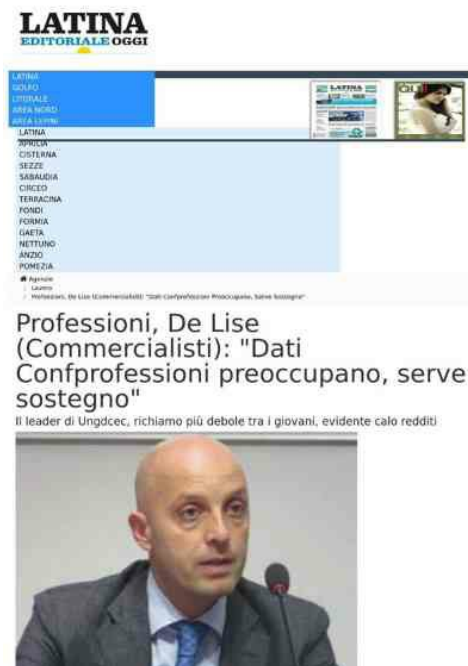 LATINA
EDITORIALE OGGI
LATINA
GOLFO
LITORALE
AREA NORD
AREA LEPINI
LATINA
APRILIA
CISTERNA
SEZZE
SABAUDIA
CIRCEO
TERRACINA
FONDI
FORMIA
GAETA
NETTUNO
ANZIO
POMEZIA
Agenzie
/ Lavoro
/ Professioni, De Lise (Commercialisti): "Dati Confprofessioni Preoccupano, Serve Sostegno"
Professioni, De Lise
(Commercialisti): "Dati
Confprofessioni preoccupano, serve
sostegno"
Il leader di Ungdcec, richiamo più debole tra i giovani, evidente calo redditi